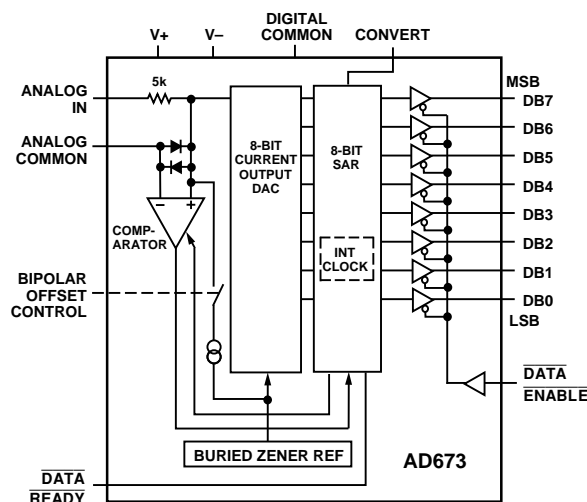 DIGITAL
V+ V– COMMON CONVERT
5k
ANALOG
IN
ANALOG
COMMON
8-BIT
CURRENT
OUTPUT
DAC
8-BIT
SAR
MSB
DB7
DB6
DB5
DB4
DB3
DB2
DB1
DB0
LSB
– +
COMP-
ARATOR
INT
CLOCK
BIPOLAR
OFFSET
CONTROL
DATA
ENABLE
BURIED ZENER REF
AD673
DATA
READY